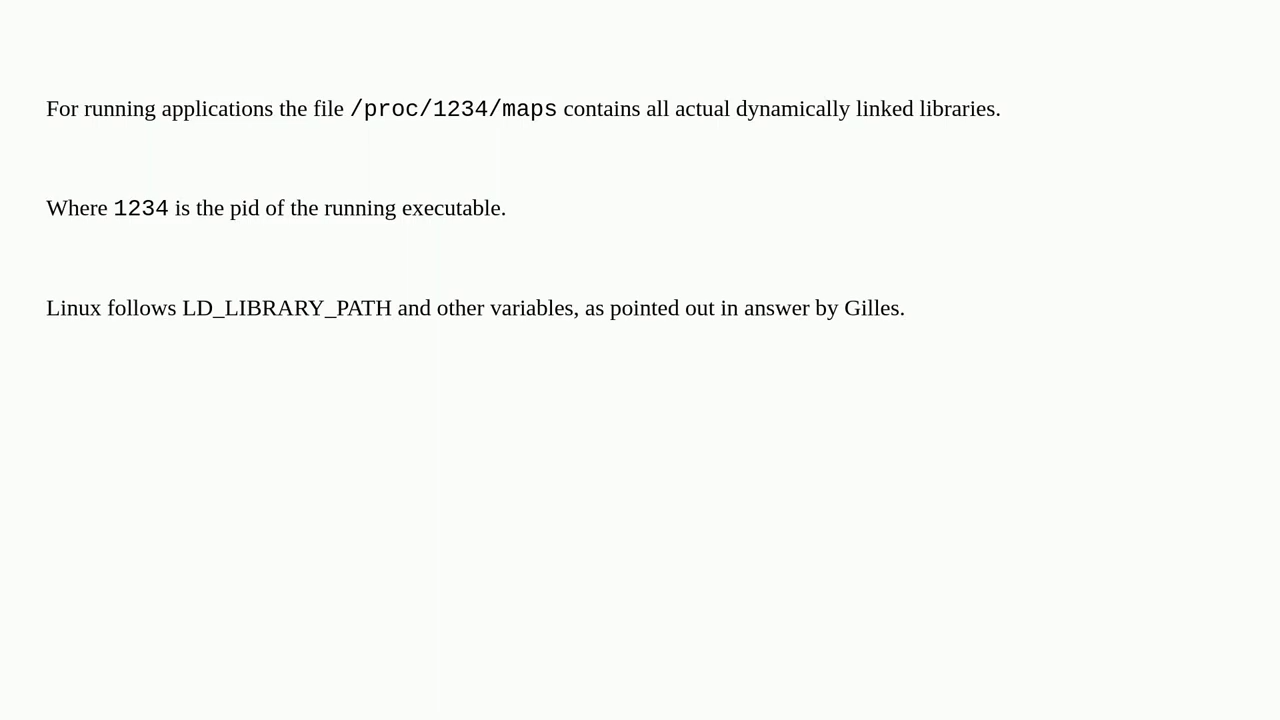 For running applications the file /proc/1234/maps contains all actual dynamically linked libraries.
Where 1234 is the pid of the running executable.
Linux follows LD_LIBRARY_PATH and other variables, as pointed out in answer by Gilles.